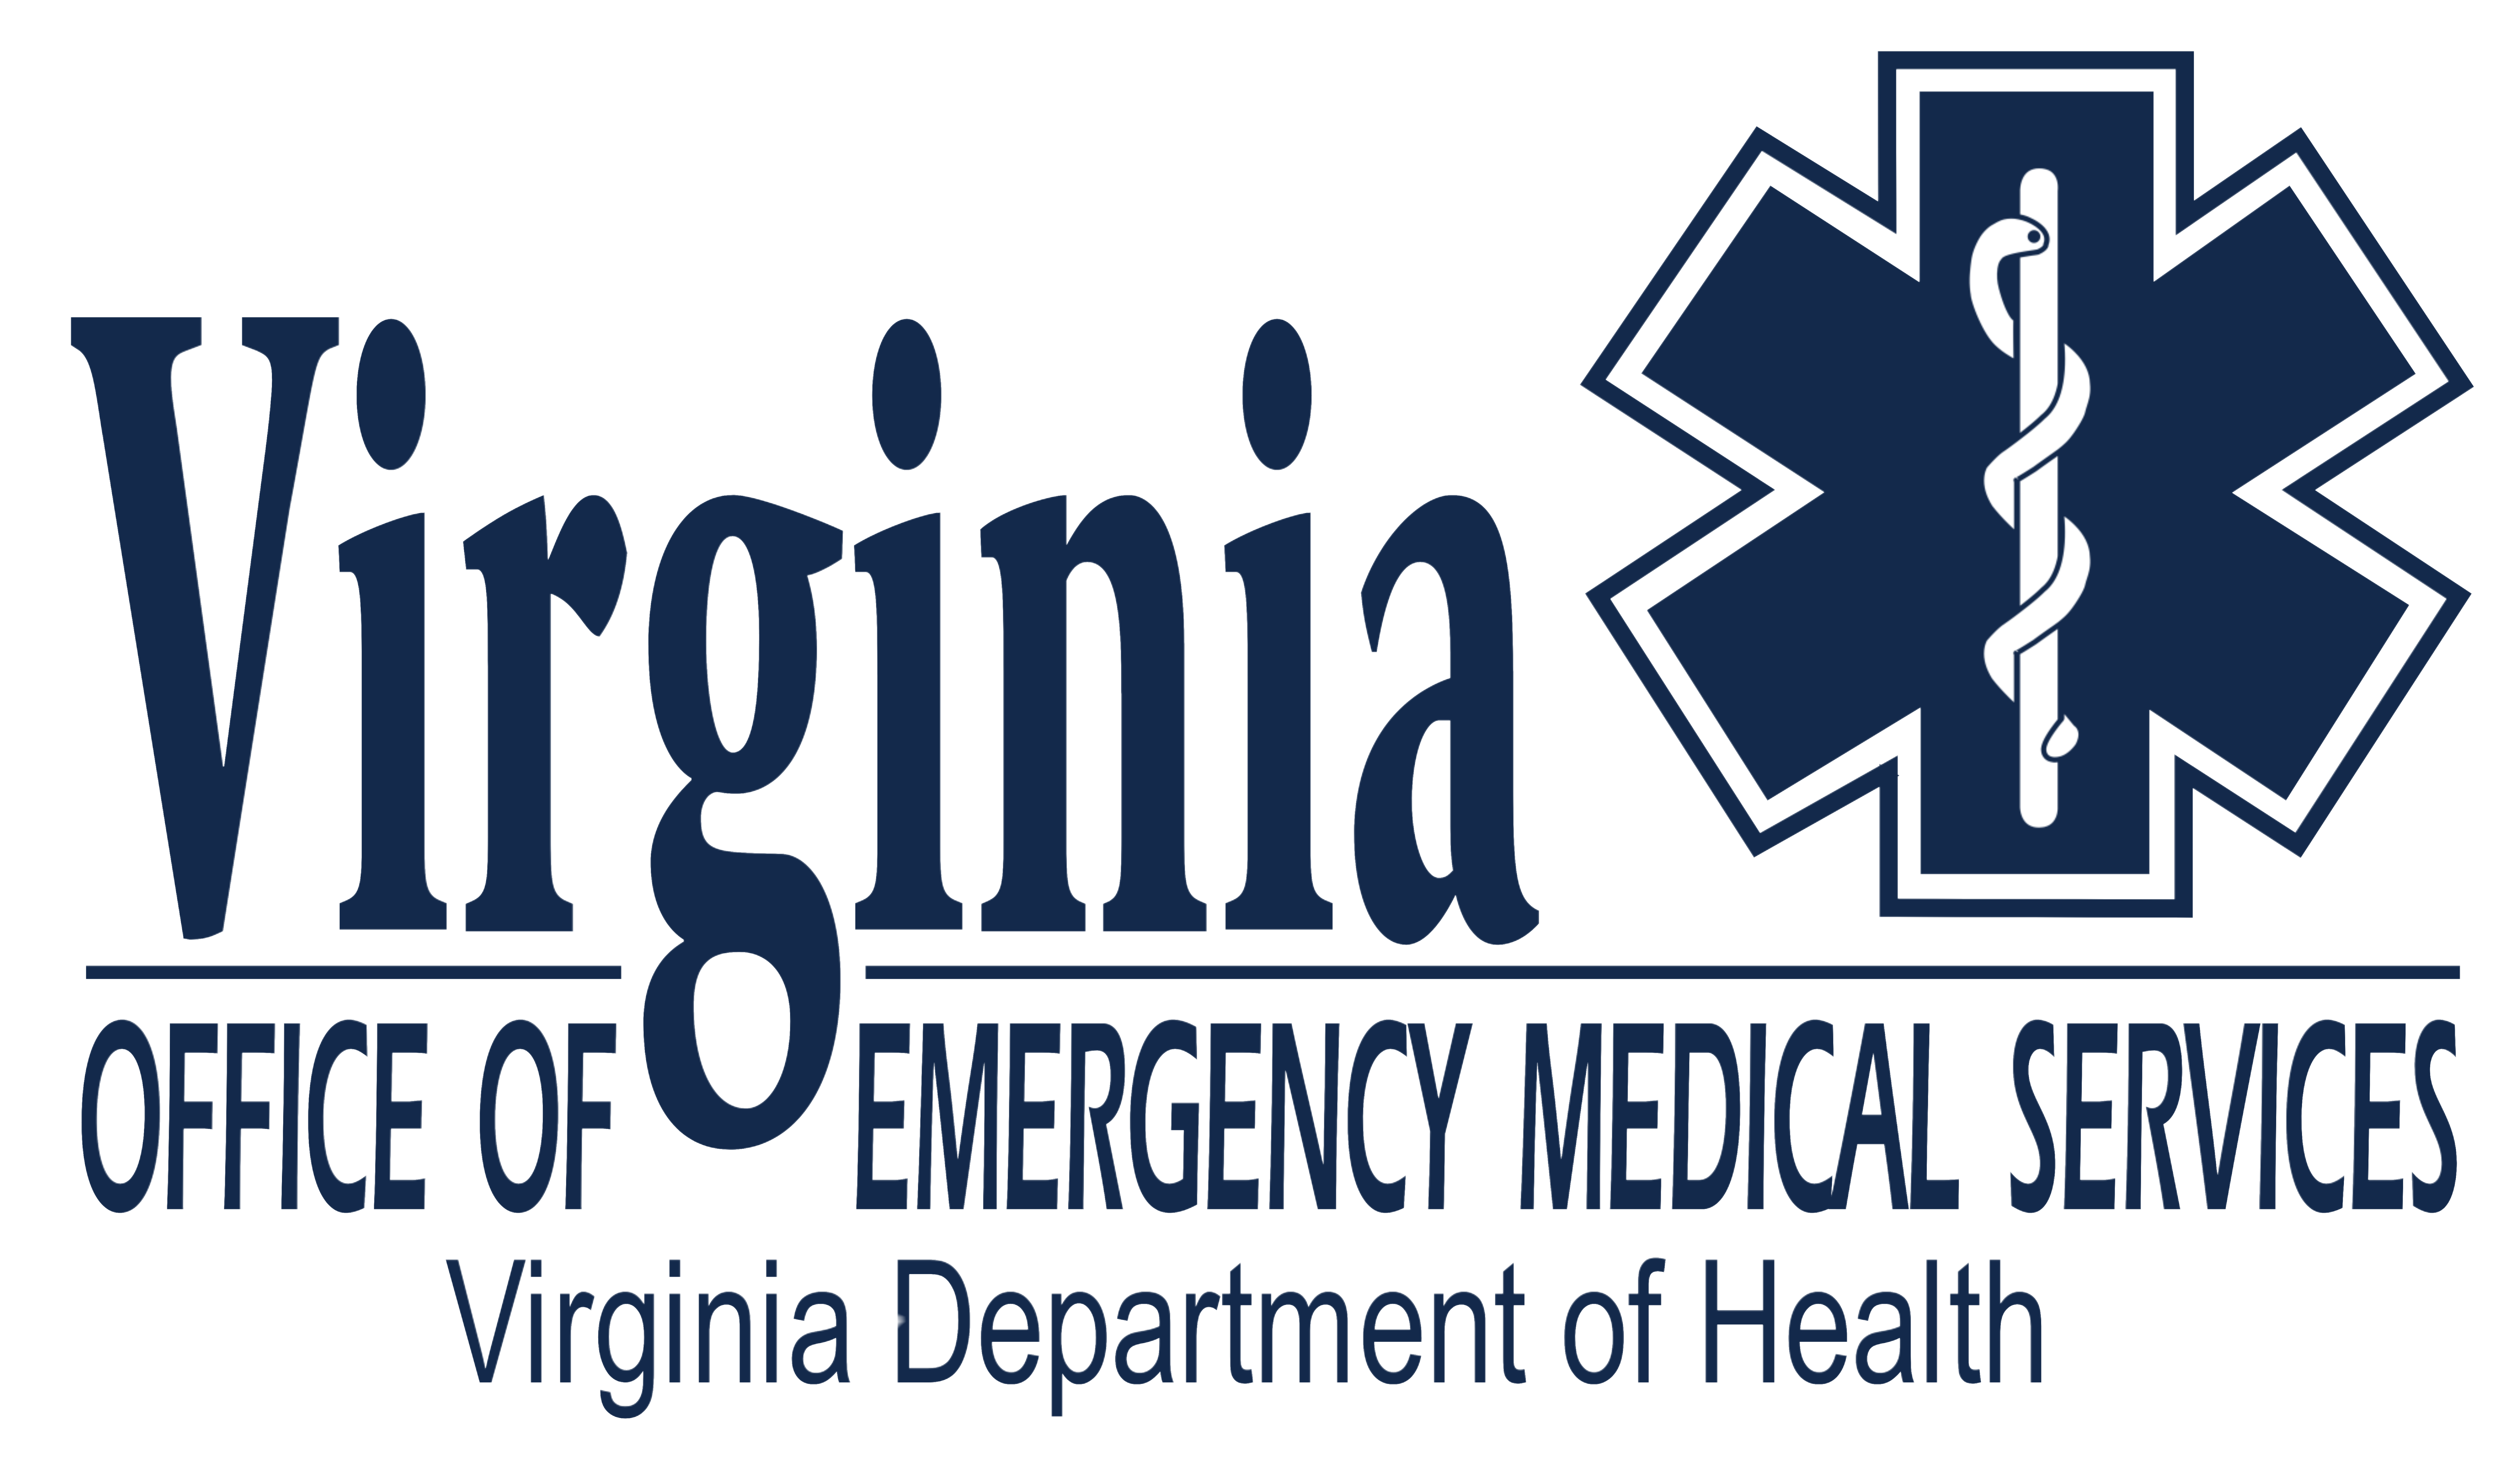 Virginia
OFFICE OF EMERGENCY MEDICAL SERVICES
Virginia Department of Health